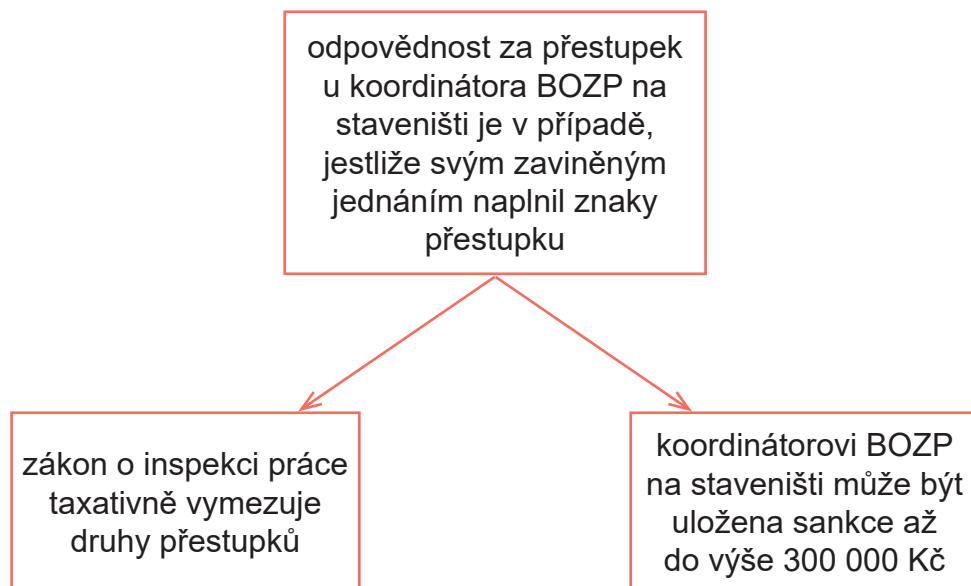 odpovědnost za přestupek
u koordinátora BOZP na
staveništi je v případě,
jestliže svým zaviněným
jednáním naplnil znaky
přestupku
zákon o inspekci práce
taxativně vymezuje
druhy přestupků
koordinátorovi BOZP
na staveništi může být
uložena sankce až
do výše 300 000 Kč